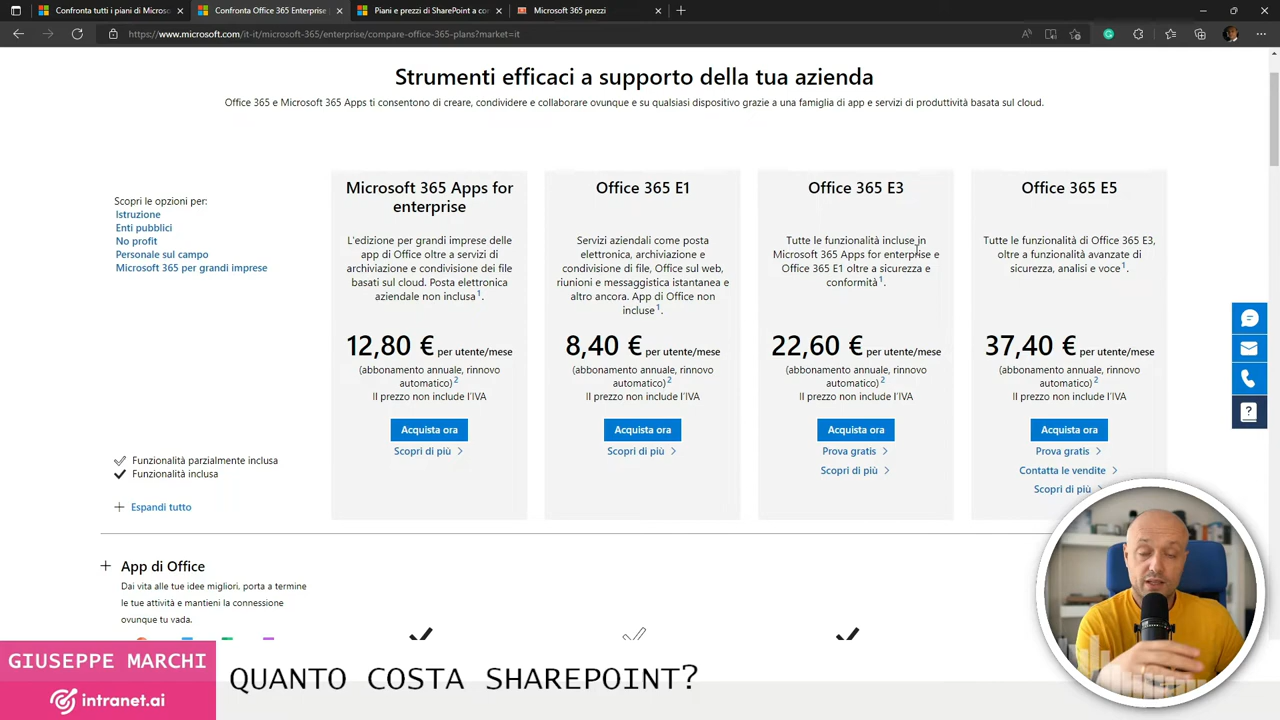 Confronta tutti i piani di Microso
Confronta Office 365 Enterprise
Piani e prezzi di SharePoint a co
Microsoft 365 prezzi
https://www.microsoft.com/it-it/microsoft-365/enterprise/compare-office-365-plans?market=it
Strumenti efficaci a supporto della tua azienda
Office 365 e Microsoft 365 Apps ti consentono di creare, condividere e collaborare ovunque e su qualsiasi dispositivo grazie a una famiglia di app e servizi di produttività basata sul cloud.
Scopri le opzioni per:
Istruzione
Enti pubblici
No profit
Personale sul campo
Microsoft 365 per grandi imprese
Funzionalità parzialmente inclusa
Funzionalità inclusa
Espandi tutto
Microsoft 365 Apps for
enterprise
L'edizione per grandi imprese delle
app di Office oltre a servizi di
archiviazione e condivisione dei file
basati sul cloud. Posta elettronica
aziendale non inclusa1.
12,80 € per utente/mese
(abbonamento annuale, rinnovo
automatico)2
Il prezzo non include l'IVA
Acquista ora
Scopri di più
Office 365 E1
Servizi aziendali come posta
elettronica, archiviazione e
condivisione di file, Office sul web,
riunioni e messaggistica istantanea e
altro ancora. App di Office non
incluse1.
8,40 € per utente/mese
(abbonamento annuale, rinnovo
automatico)2
Il prezzo non include l'IVA
Acquista ora
Scopri di più
Office 365 E3
Tutte le funzionalità incluse in
Microsoft 365 Apps for enterprise e
Office 365 E1 oltre a sicurezza e
conformità1.
22,60 € per utente/mese
(abbonamento annuale, rinnovo
automatico)2
Il prezzo non include l'IVA
Acquista ora
Prova gratis
Scopri di più
Office 365 E5
Tutte le funzionalità di Office 365 E3,
oltre a funzionalità avanzate di
sicurezza, analisi e voce1.
37,40 € per utente/mese
(abbonamento annuale, rinnovo
automatico)2
Il prezzo non include l'IVA
Acquista ora
Prova gratis
Contatta le vendite
Scopri di più
App di Office
Dai vita alle tue idee migliori, porta a termine
le tue attività e mantieni la connessione
ovunque tu vada.
GIUSEPPE MARCHI
intranet.ai
QUANTO COSTA SHAREPOINT?